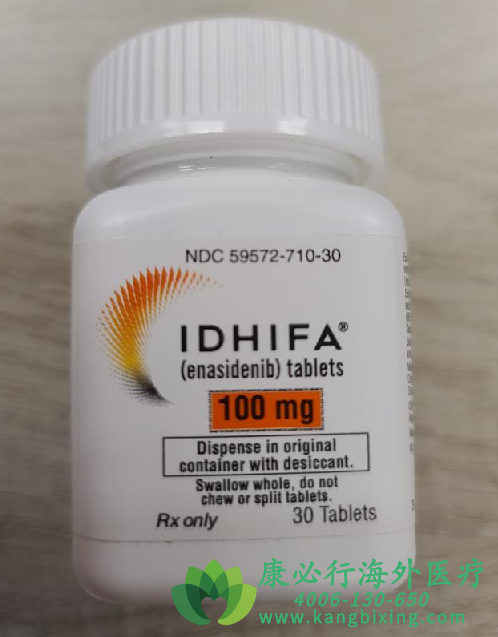 NDC 59572-710-30
IDHIFA®
(enasidenib) tablets
100 mg
Dispense in original
container with desiccant.
Swallow whole, do not
chew or split tablets.
Rx only 30 Tablets
康必行海外医疗
4006-130-650
www.kangbixing.com